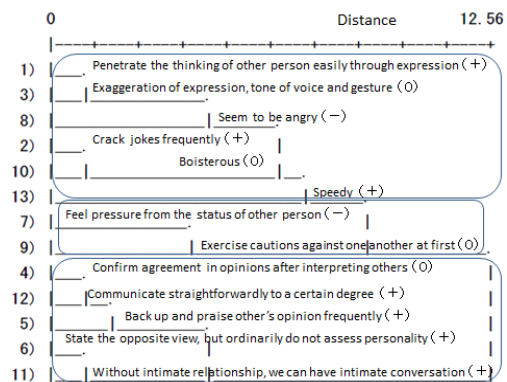 0 Distance 12.56
1) Penetrate the thinking of other person easily through expression(+)
3) Exaggeration of expression, tone of voice and gesture(0)
8) Seem to be angry(-)
2) Crack jokes frequently(+)
10) Boisterous(0)
13) Speedy(+)
7) Feel pressure from the status of other person(-)
9) Exercise cautions against one another at first(0)
4) Confirm agreement in opinions after interpreting others(0)
12) Communicate straightforwardly to a certain degree(+)
5) Back up and praise other's opinion frequently(+)
6) State the opposite view, but ordinarily do not assess personality(+)
11) Without intimate relationship, we can have intimate conversation(+)